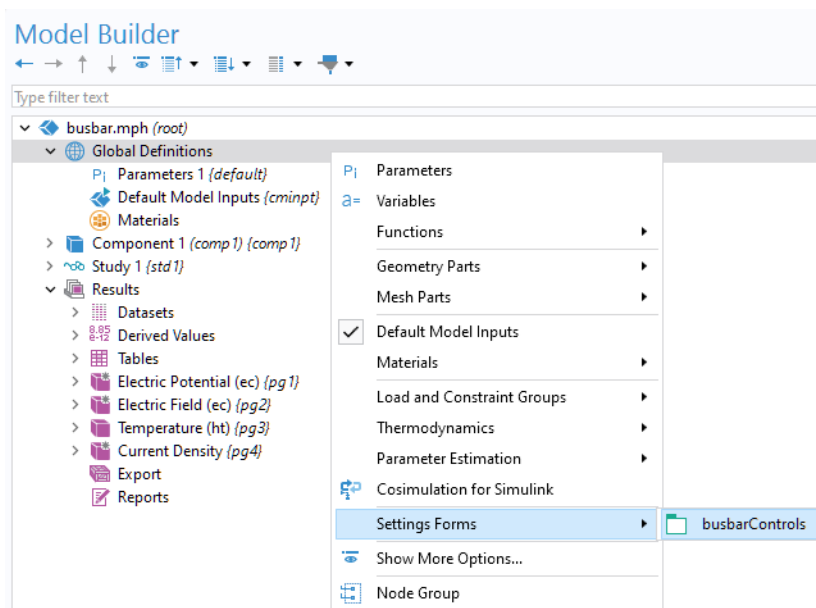 Model Builder
Type filter text
busbar.mph (root)
Global Definitions
Pi Parameters 1 {default}
Default Model Inputs {cminpt}
Materials
Component 1 (comp1) {comp1}
Study 1 {std1}
Results
Datasets
8.85
e-12 Derived Values
Tables
Electric Potential (ec) {pg1}
Electric Field (ec) {pg2}
Temperature (ht) {pg3}
Current Density {pg4}
Export
Reports
Pi Parameters
a= Variables
Functions
Geometry Parts
Mesh Parts
Default Model Inputs
Materials
Load and Constraint Groups
Thermodynamics
Parameter Estimation
Cosimulation for Simulink
Settings Forms
busbarControls
Show More Options...
Node Group